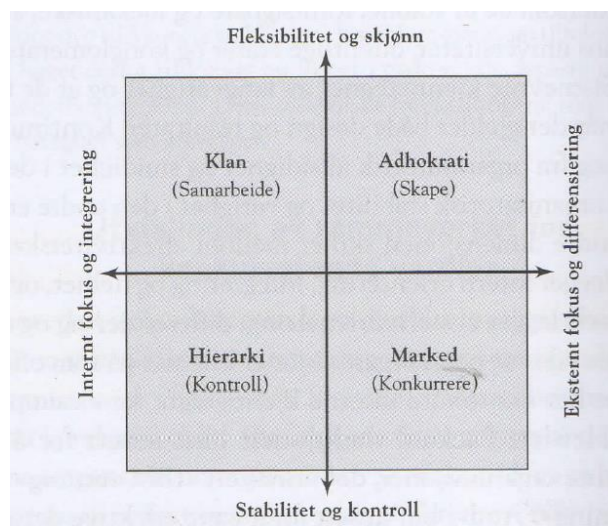 Fleksibilitet og skjønn
Internt fokus og integrering
Klan
(Samarbeide)
Adhokrati
(Skape)
Hierarki
(Kontroll)
Marked
(Konkurrere)
Eksternt fokus og differensiering
Stabilitet og kontroll